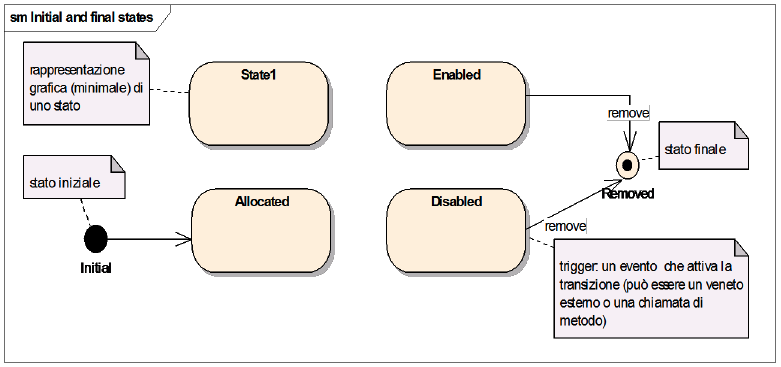 sm Initial and final states
rappresentazione
grafica (minimale) di
uno stato
State1
Enabled
remove
stato finale
stato iniziale
Allocated
Disabled
Removed
remove
Initial
trigger: un evento che attiva la
transizione (può essere un veneto
esterno o una chiamata di
metodo)